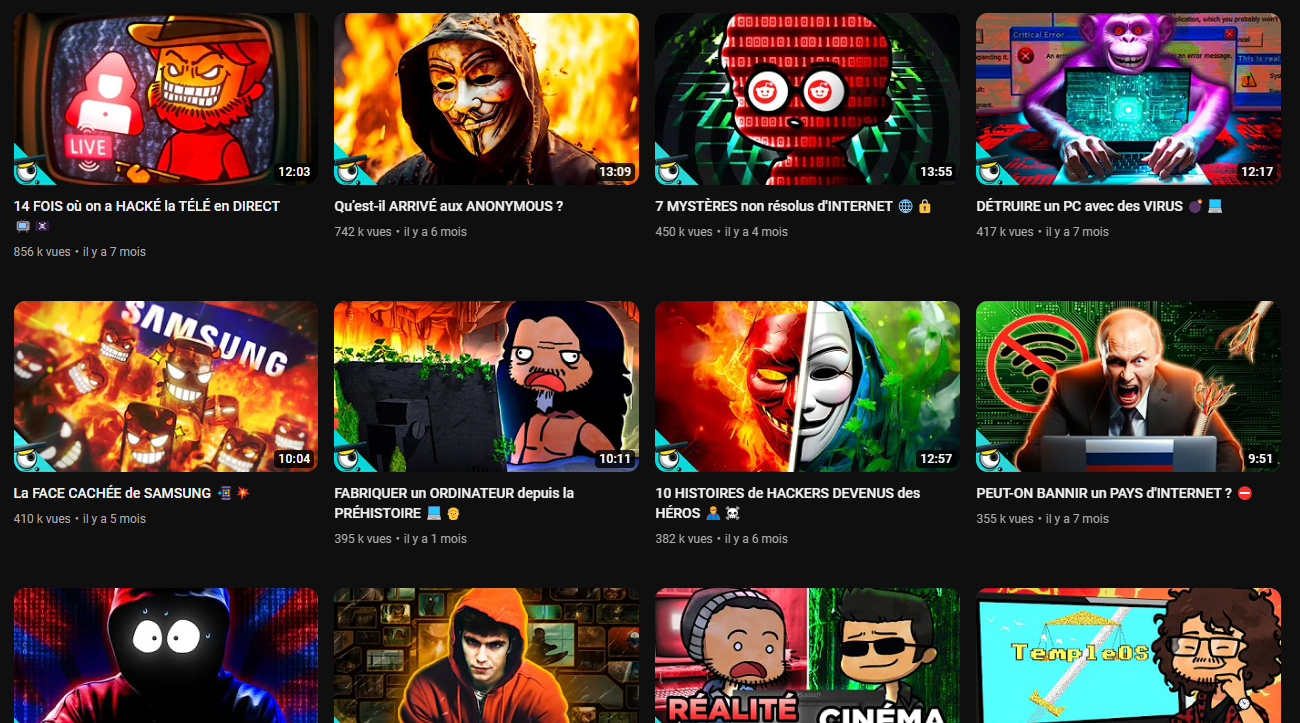 LIVE
12:03
13:09
13:55
Critical Error
12:17
14 FOIS où on a HACKÉ la TÉLÉ en DIRECT
📺 ☠️
Qu'est-il ARRIVÉ aux ANONYMOUS ?
7 MYSTÈRES non résolus d'INTERNET 🌐 🔒
DÉTRUIRE un PC avec des VIRUS 💣 💻
856 k vues • il y a 7 mois
742 k vues • il y a 6 mois
450 k vues • il y a 4 mois
417 k vues • il y a 7 mois
SAMSUNG
10:04
10:11
12:57
9:51
La FACE CACHÉE de SAMSUNG 📲 💥
FABRIQUER un ORDINATEUR depuis la
PRÉHISTOIRE 💻 👴
10 HISTOIRES de HACKERS DEVENUS des
HÉROS 🦸‍♂️ ☠️
PEUT-ON BANNIR un PAYS d'INTERNET ? ⛔
410 k vues • il y a 5 mois
395 k vues • il y a 1 mois
382 k vues • il y a 6 mois
355 k vues • il y a 7 mois
RÉALITÉ
CINÉMA
TempleOS